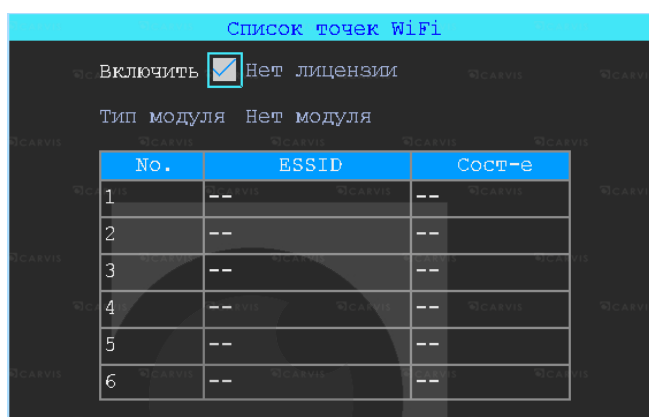 Список точек WiFi
Включить Нет лицензии
Тип модуля Нет модуля
No. ESSID Сост-е
1 -- --
2 -- --
3 -- --
4 -- --
5 -- --
6 -- --
CARVIS